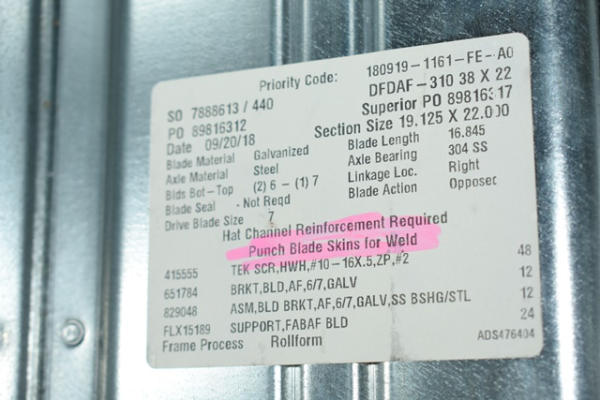 Priority Code: 180919-1161-FE-A0
SO 7888613 / 440 DFDAF-310 38 X 22
PO 89816312 Superior PO 89816317
Date 09/20/18 Section Size 19.125 X 22.000
Blade Material Galvanized Blade Length 16.845
Axle Material Steel Axle Bearing 304 SS
Blds Bot-Top (2) 6 - (1) 7 Linkage Loc. Right
Blade Seal - Not Reqd Blade Action Opposec
Drive Blade Size 7
Hat Channel Reinforcement Required
Punch Blade Skins for Weld
415555 TEK SCR,HWH,#10-16X.5,ZP,#2 48
651784 BRKT,BLD,AF,6/7,GALV 12
829048 ASM,BLD BRKT,AF,6/7,GALV,SS BSHG/STL 12
FLX15189 SUPPORT,FABAF BLD 24
Frame Process Rollform
ADS476404